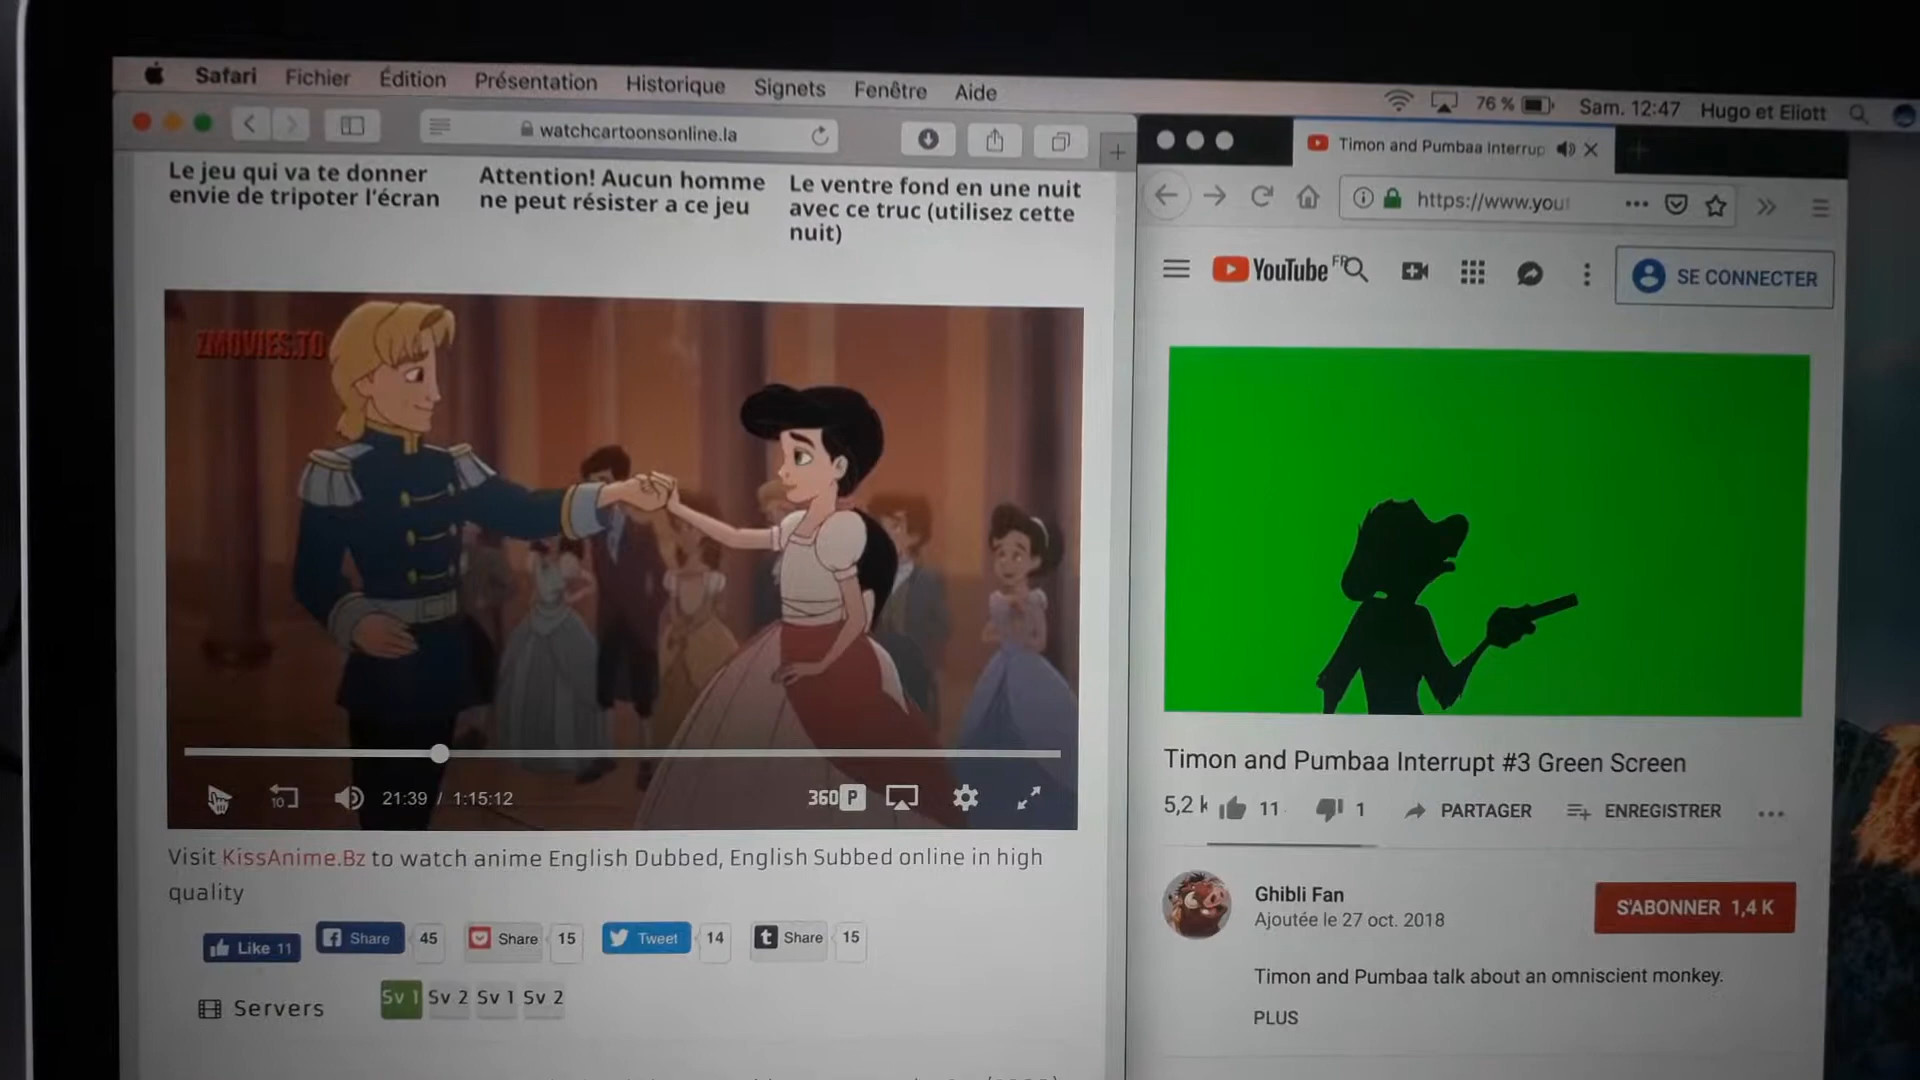 Safari Fichier Édition Présentation Historique Signets Fenêtre Aide
76 % Sam. 12:47 Hugo et Eliott
watchcartoonsonline.la
Le jeu qui va te donner
envie de tripoter l'écran
Attention! Aucun homme
ne peut résister a ce jeu
Le ventre fond en une nuit
avec ce truc (utilisez cette
nuit)
ZMOVIES.TO
10
21:39 / 1:15:12
360P
Visit KissAnime.Bz to watch anime English Dubbed, English Subbed online in high
quality
Like 11 Share 45 Share 15 Tweet 14 Share 15
Servers Sv 1 Sv 2 Sv 1 Sv 2
Timon and Pumbaa Interrup
https://www.you
YouTube FR
SE CONNECTER
Timon and Pumbaa Interrupt #3 Green Screen
5,2 k 11 1 PARTAGER ENREGISTRER
Ghibli Fan
Ajoutée le 27 oct. 2018
S'ABONNER 1,4 K
Timon and Pumbaa talk about an omniscient monkey.
PLUS